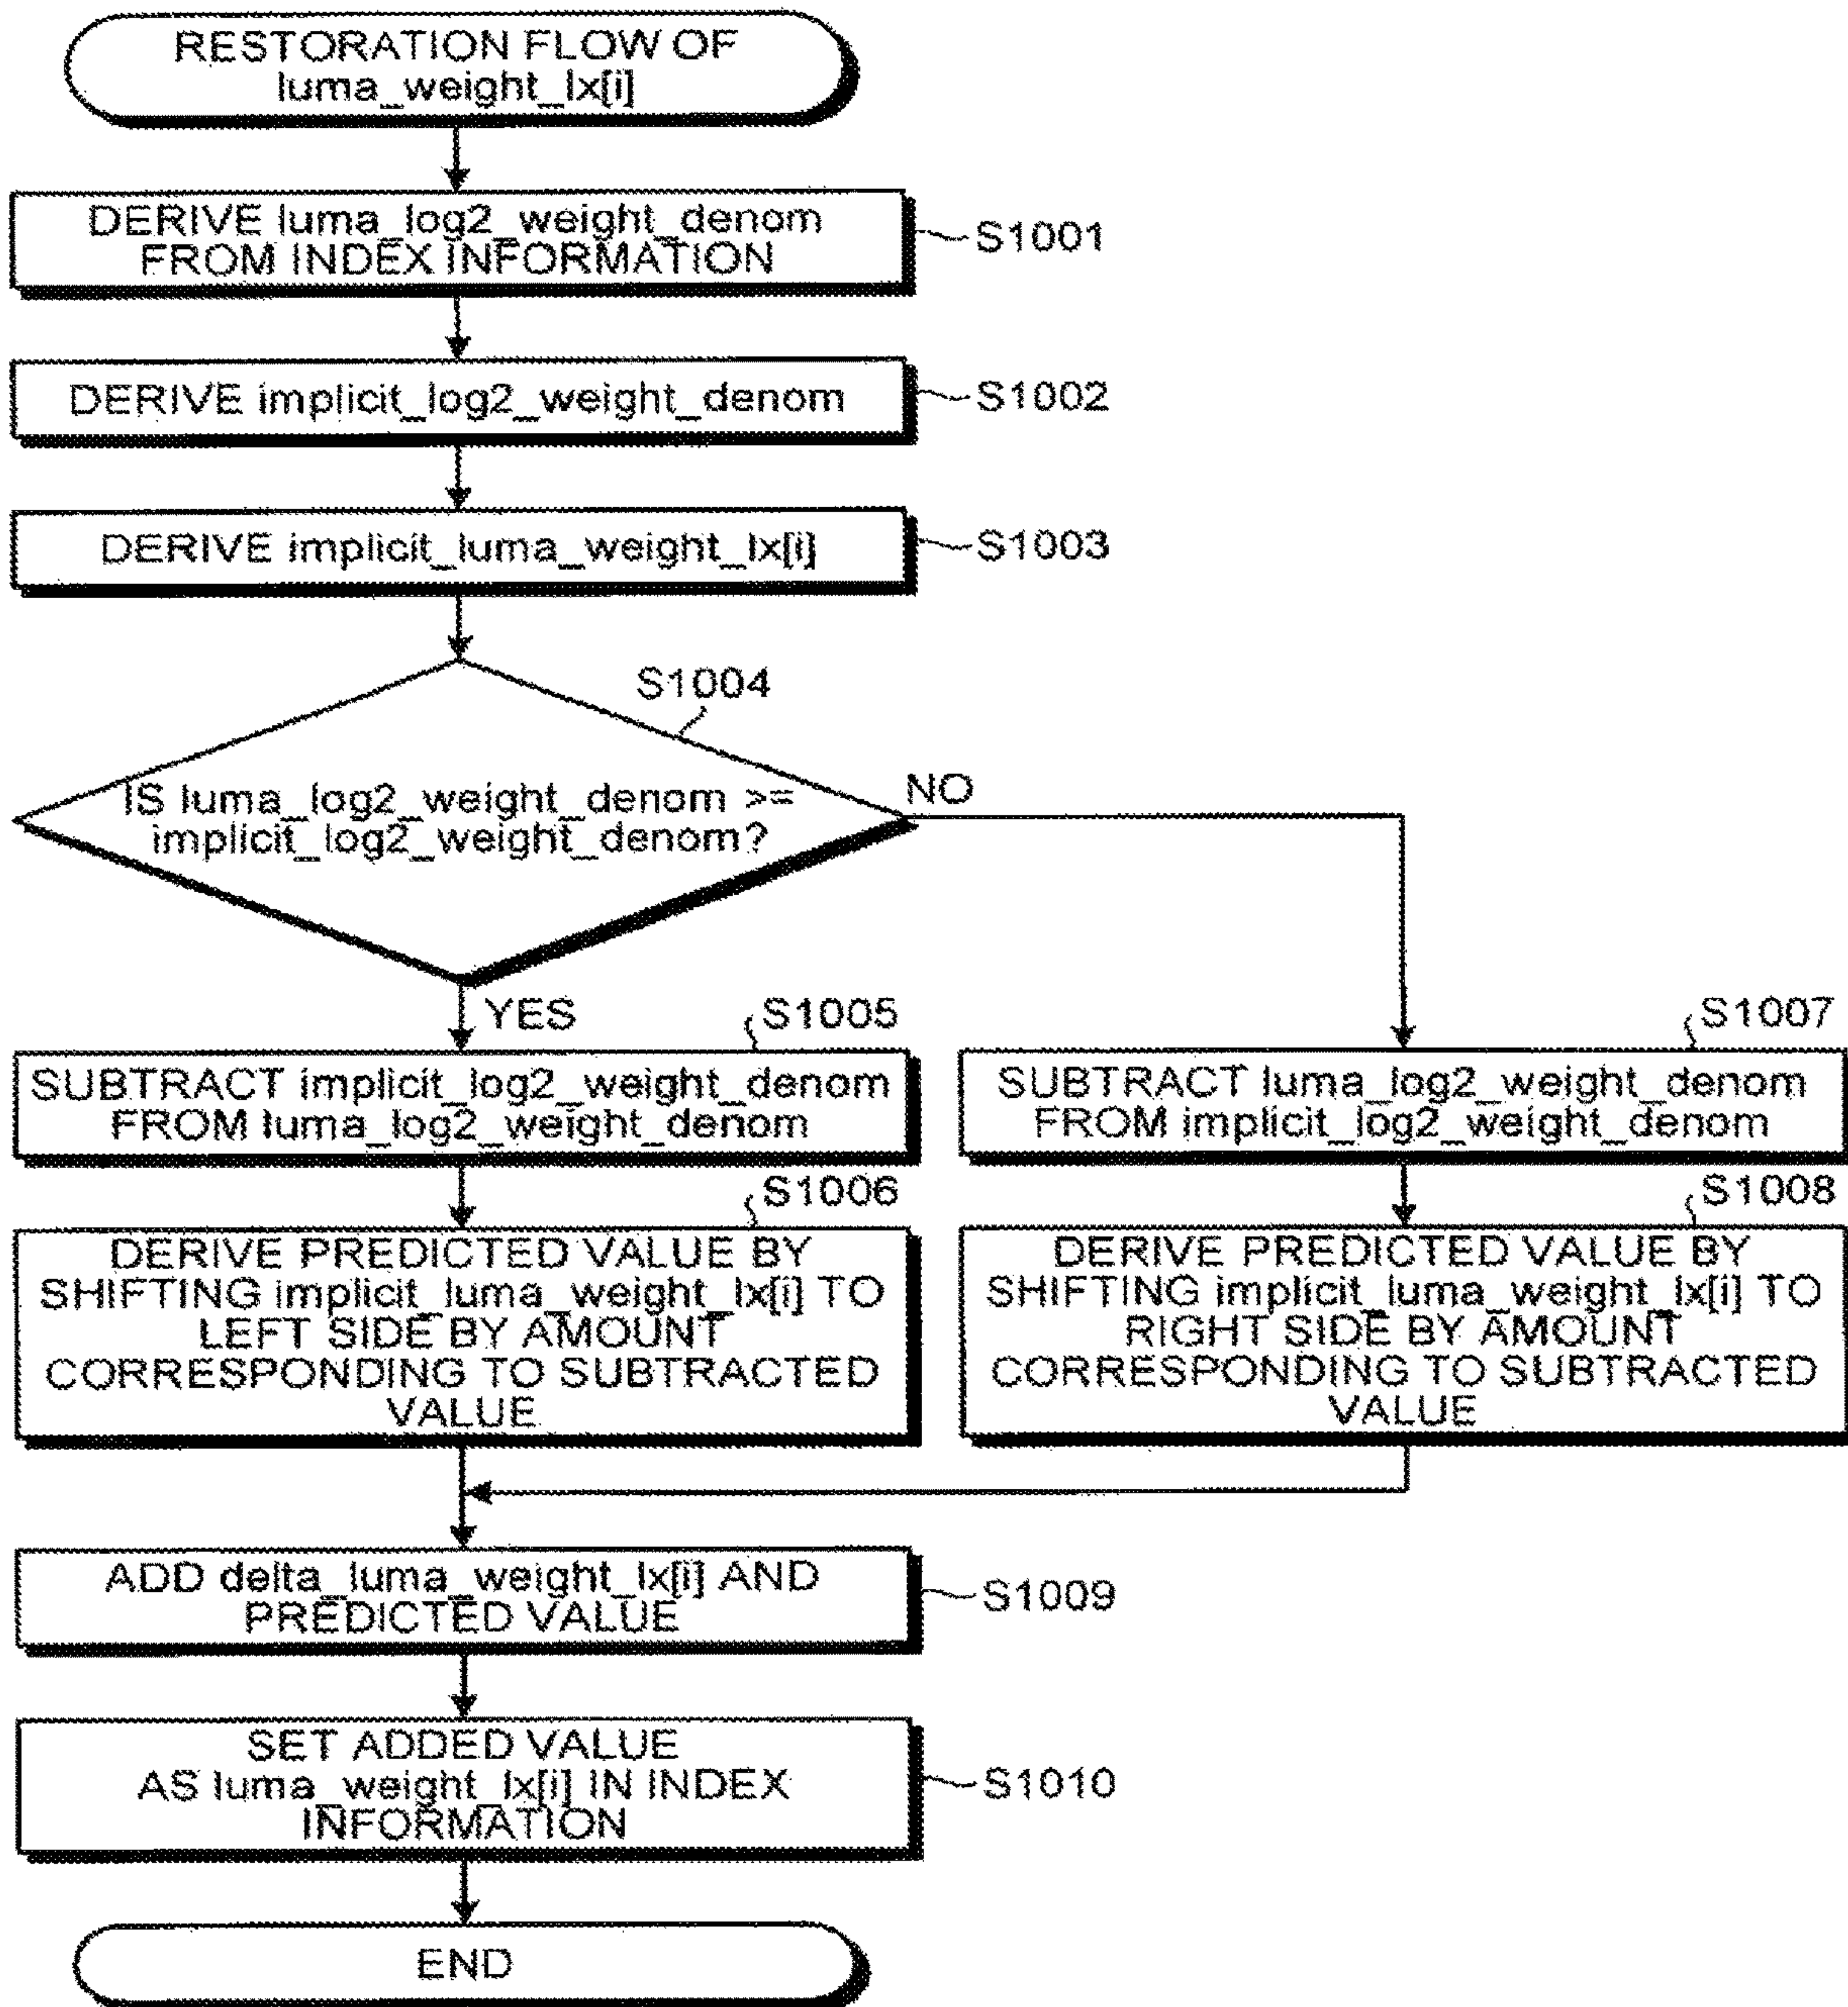 RESTORATION FLOW OF
luma_weight_lx[i]
DERIVE luma_log2_weight_denom
FROM INDEX INFORMATION
S1001
DERIVE implicit_log2_weight_denom
S1002
DERIVE implicit_luma_weight_lx[i]
S1003
S1004
IS luma_log2_weight_denom >=
implicit_log2_weight_denom?
NO
YES
S1005
SUBTRACT implicit_log2_weight_denom
FROM luma_log2_weight_denom
S1007
SUBTRACT luma_log2_weight_denom
FROM implicit_log2_weight_denom
S1006
DERIVE PREDICTED VALUE BY
SHIFTING implicit_luma_weight_lx[i] TO
LEFT SIDE BY AMOUNT
CORRESPONDING TO SUBTRACTED
VALUE
S1008
DERIVE PREDICTED VALUE BY
SHIFTING implicit_luma_weight_lx[i] TO
RIGHT SIDE BY AMOUNT
CORRESPONDING TO SUBTRACTED
VALUE
ADD delta_luma_weight_lx[i] AND
PREDICTED VALUE
S1009
SET ADDED VALUE
AS luma_weight_lx[i] IN INDEX
INFORMATION
S1010
END